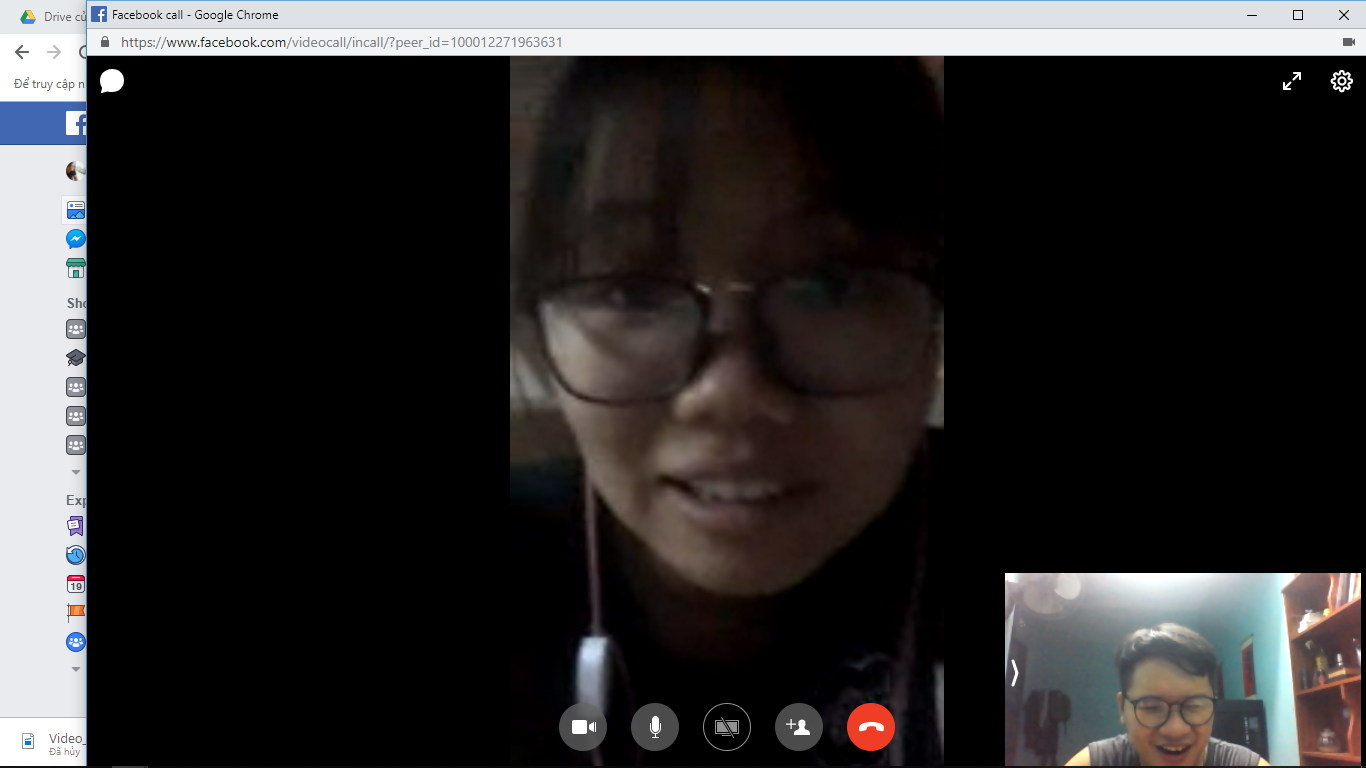 Drive củ
Facebook call - Google Chrome
https://www.facebook.com/videocall/incall/?peer_id=100012271963631
Để truy cập n
Sho
Exp
19
Video_
Đã hủy